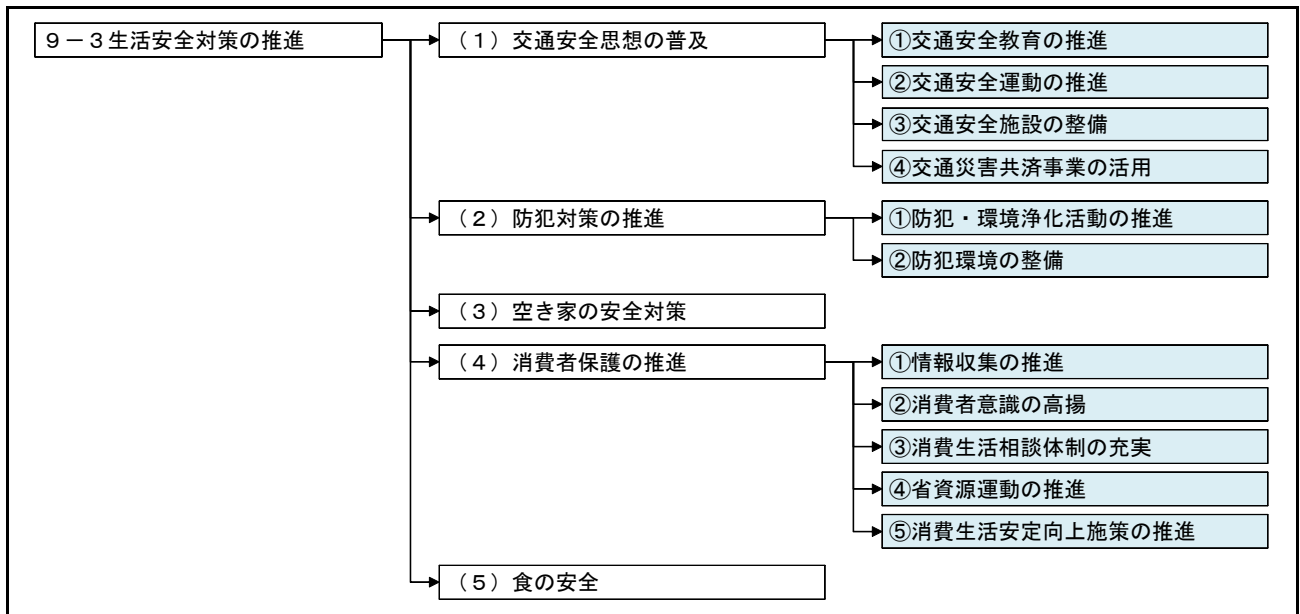 ９－３生活安全対策の推進
（１）交通安全思想の普及
①交通安全教育の推進
②交通安全運動の推進
③交通安全施設の整備
④交通災害共済事業の活用
（２）防犯対策の推進
①防犯・環境浄化活動の推進
②防犯環境の整備
（３）空き家の安全対策
（４）消費者保護の推進
①情報収集の推進
②消費者意識の高揚
③消費生活相談体制の充実
④省資源運動の推進
⑤消費生活安定向上施策の推進
（５）食の安全